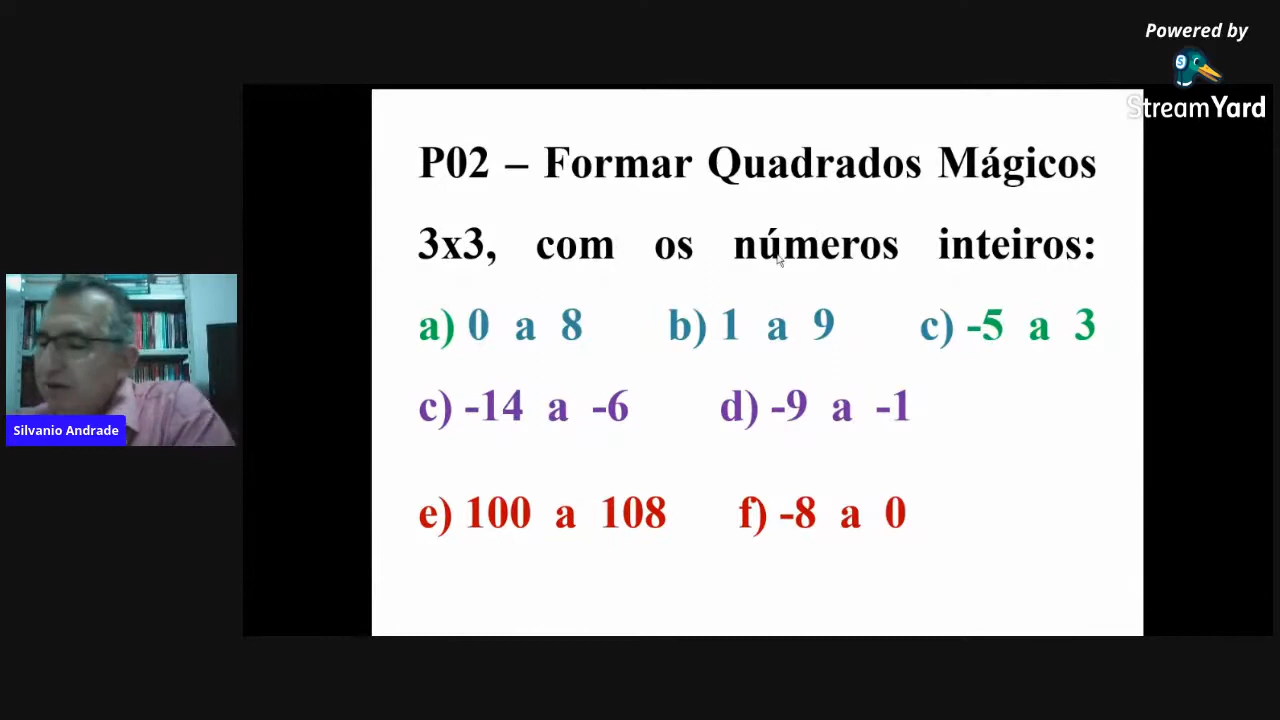 Powered by
StreamYard
P02 – Formar Quadrados Mágicos
3x3, com os números inteiros:
a) 0 a 8 b) 1 a 9 c) -5 a 3
c) -14 a -6 d) -9 a -1
e) 100 a 108 f) -8 a 0
Silvanio Andrade